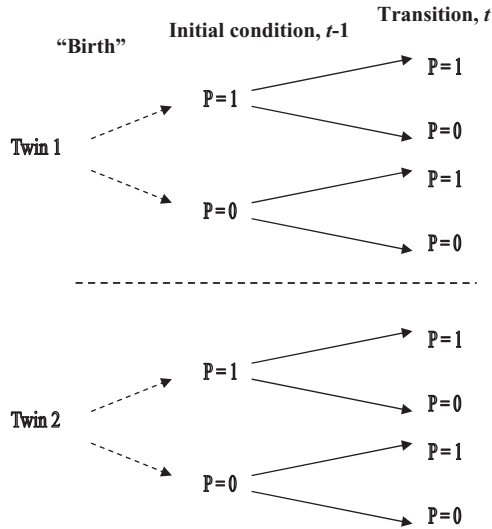 “Birth”
Initial condition, t-1
Transition, t
P=1
P=1
P=0
Twin 1
P=1
P=0
P=0
P=1
P=1
P=0
Twin 2
P=1
P=0
P=0